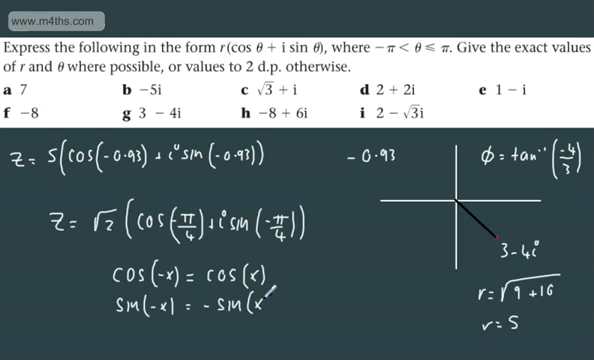 www.m4ths.com
Express the following in the form r(cos θ + i sin θ), where −π < θ ⩽ π. Give the exact values
of r and θ where possible, or values to 2 d.p. otherwise.
a 7 b −5i c √3 + i d 2 + 2i e 1 − i
f −8 g 3 − 4i h −8 + 6i i 2 − √3i
z = 5(cos(-0.93) + i sin(-0.93))
-0.93
φ = tan⁻¹(-4/3)
z = √2(cos(-π/4) + i sin(-π/4))
3-4i
cos(-x) = cos(x)
sin(-x) = -sin(x
r = √9+16
r = 5